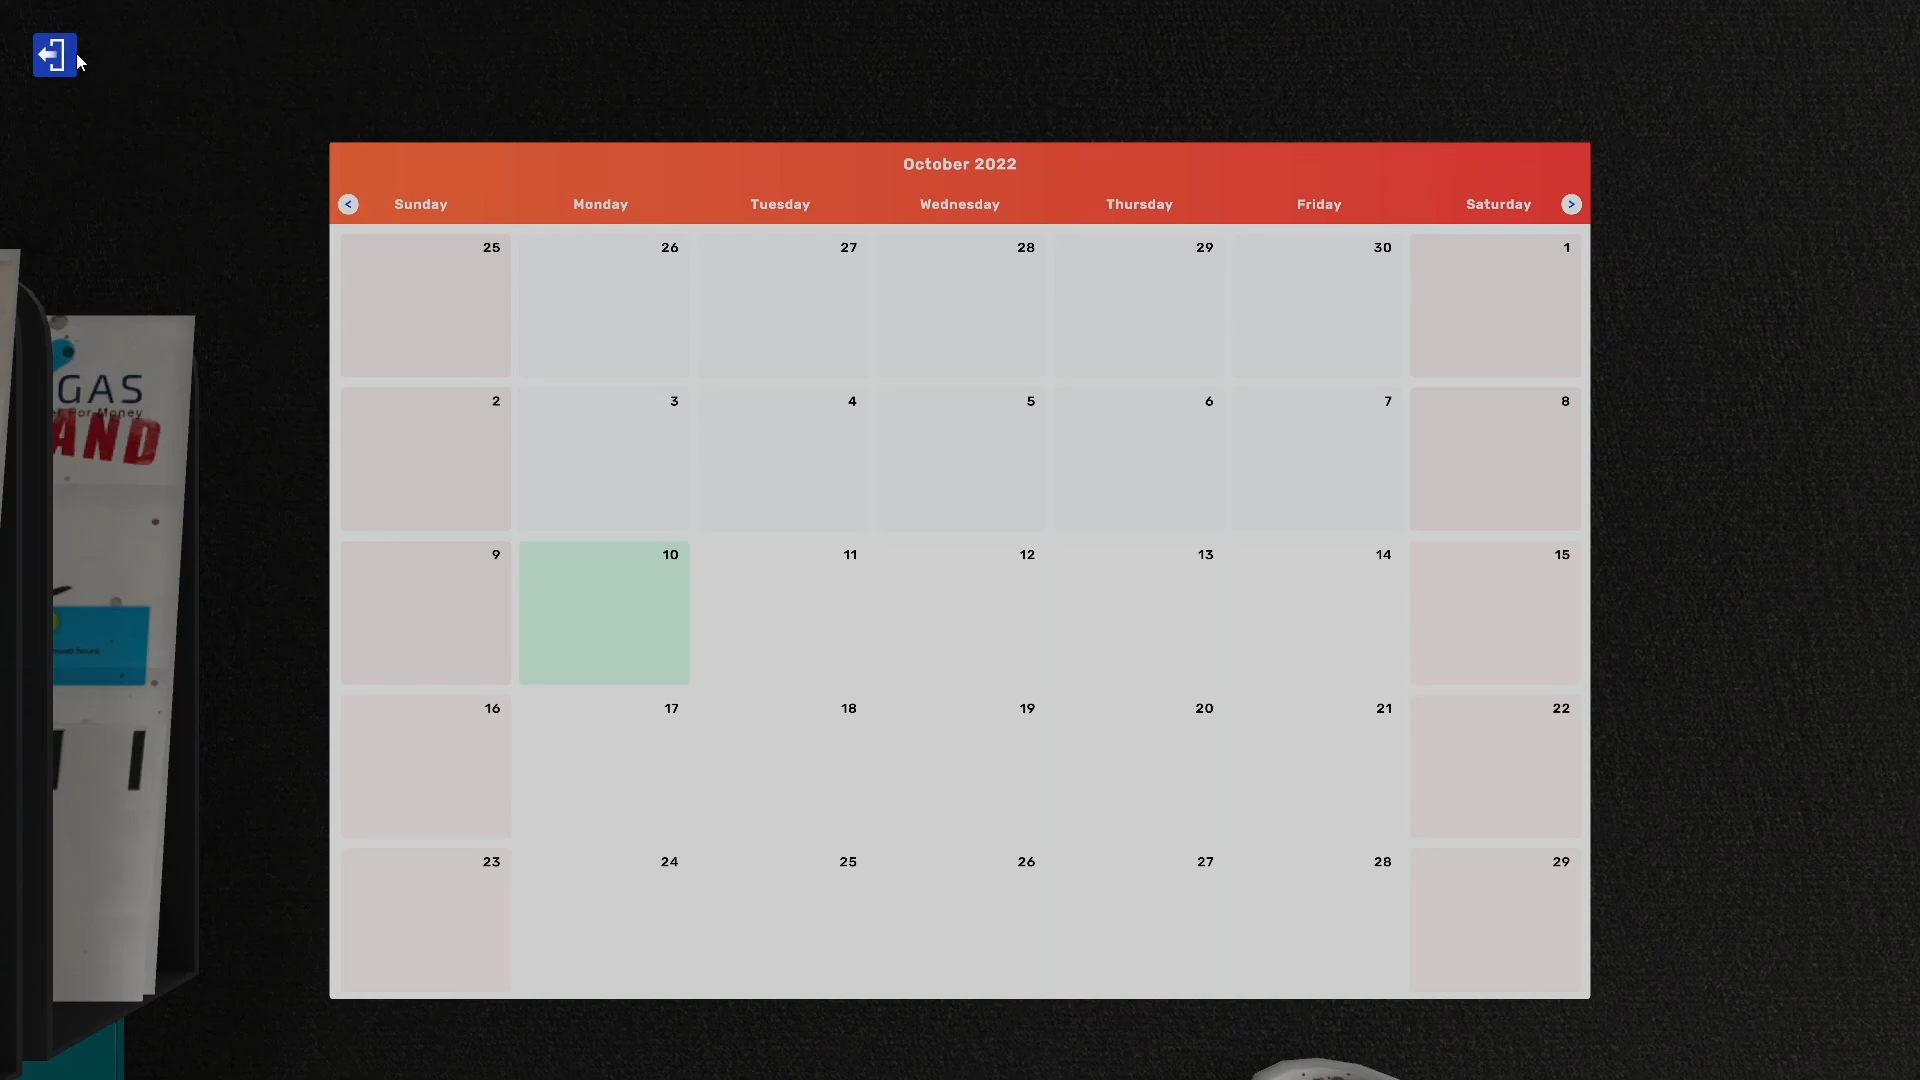 October 2022
< Sunday Monday Tuesday Wednesday Thursday Friday Saturday >
25 26 27 28 29 30 1
2 3 4 5 6 7 8
9 10 11 12 13 14 15
16 17 18 19 20 21 22
23 24 25 26 27 28 29
GAS
For Money
AND